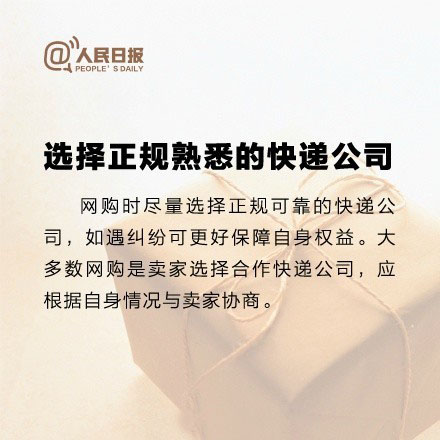 @人民日报
PEOPLE'S DAILY
选择正规熟悉的快递公司
网购时尽量选择正规可靠的快递公
司，如遇纠纷可更好保障自身权益。大
多数网购是卖家选择合作快递公司，应
根据自身情况与卖家协商。